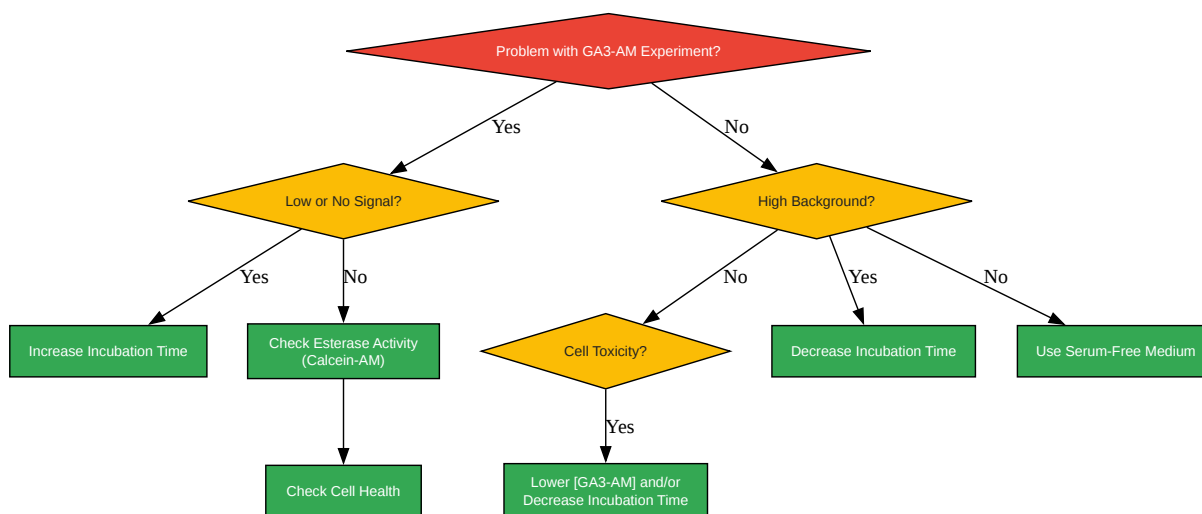 Problem with GA3-AM Experiment?
Yes
No
Low or No Signal?
High Background?
Yes
No
No
Yes
No
Increase Incubation Time
Check Esterase Activity
(Calcein-AM)
Cell Toxicity?
Decrease Incubation Time
Use Serum-Free Medium
Yes
Check Cell Health
Lower [GA3-AM] and/or
Decrease Incubation Time